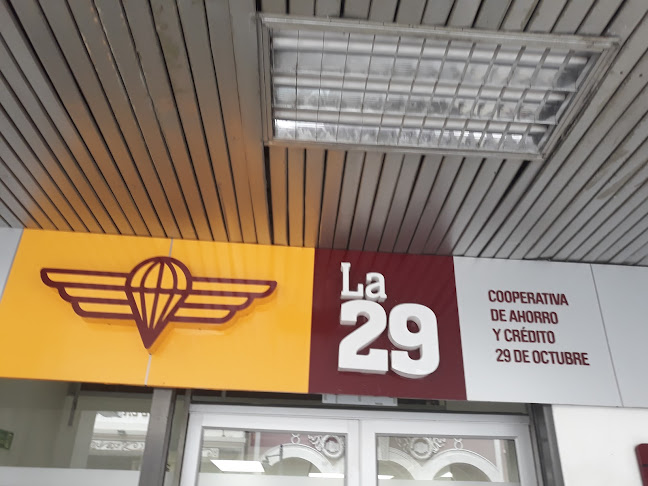 La
29
COOPERATIVA
DE AHORRO
Y CRÉDITO
29 DE OCTUBRE